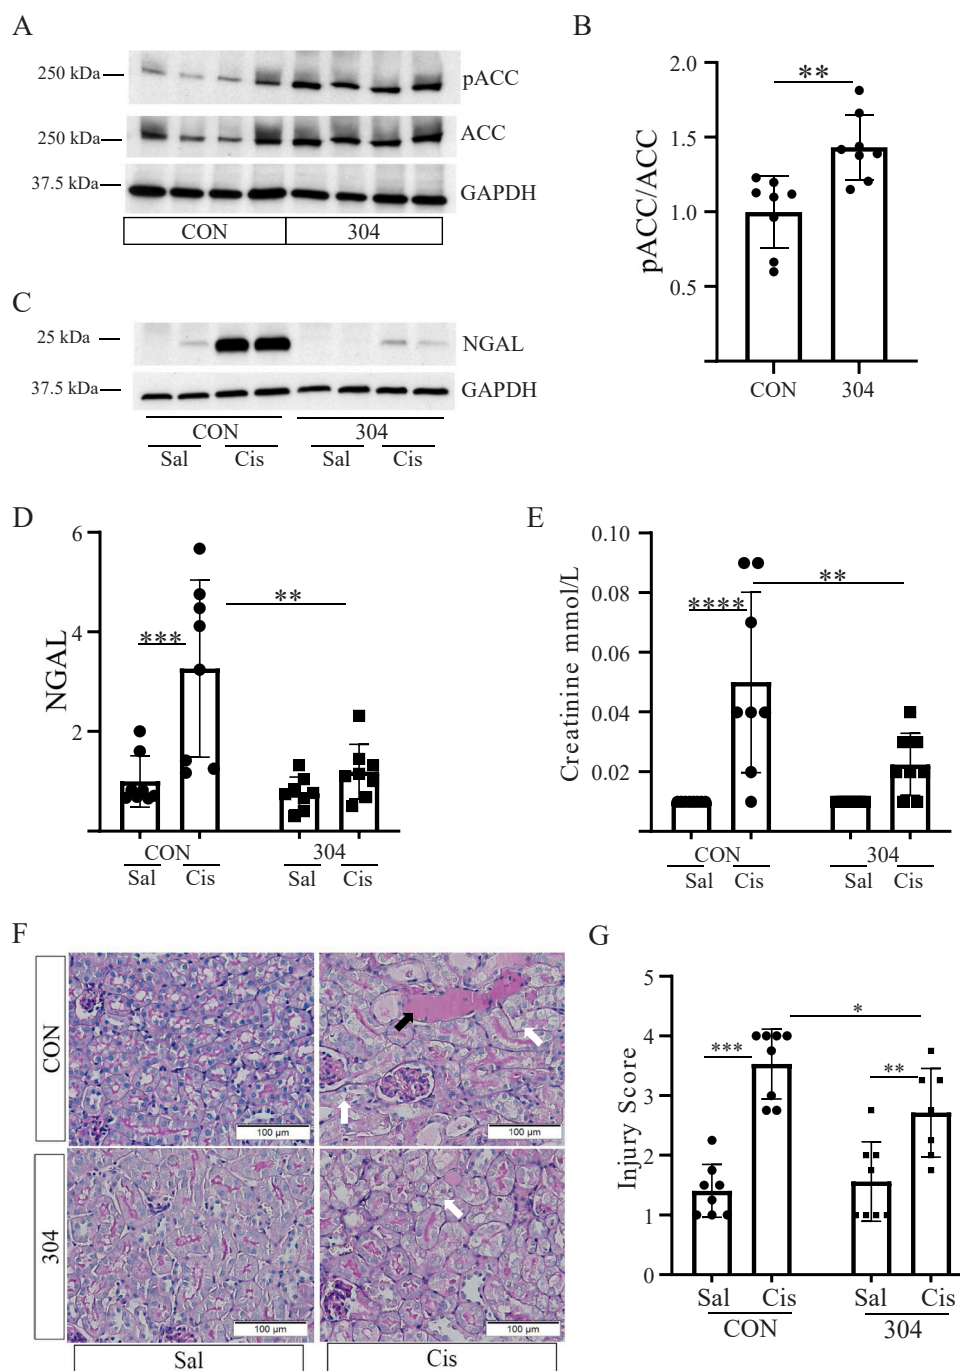 A
250 kDa
pACC
250 kDa
ACC
37.5 kDa
GAPDH
CON 304
B
2.0
1.5
1.0
0.5
pACC/ACC
**
CON 304
C
25 kDa
NGAL
37.5 kDa
GAPDH
CON 304
Sal Cis Sal Cis
D
6
4
2
NGAL
***
**
CON 304
Sal Cis Sal Cis
E
0.10
0.08
0.06
0.04
0.02
Creatinine mmol/L
****
**
CON 304
Sal Cis Sal Cis
F
CON
304
100 µm
100 µm
100 µm
100 µm
Sal Cis
G
5
4
3
2
1
0
Injury Score
***
*
**
Sal Cis Sal Cis
CON 304